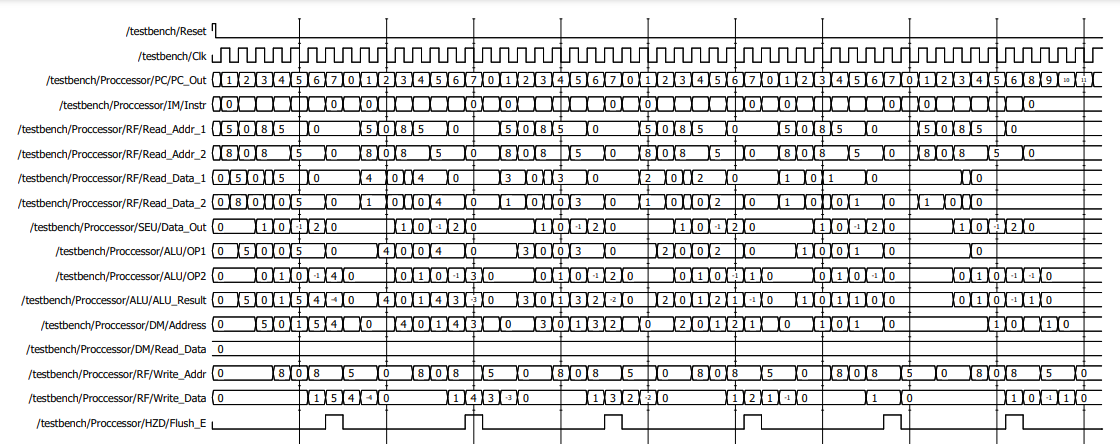 /testbench/Reset
/testbench/Clk
/testbench/Proccessor/PC/PC_Out 1 2 3 4 5 6 7 0 1 2 3 4 5 6 7 0 1 2 3 4 5 6 7 0 1 2 3 4 5 6 7 0 1 2 3 4 5 6 7 0 1 2 3 4 5 6 8 9 10 11
/testbench/Proccessor/IM/Instr 0 0 0 0 0 0 0 0 0 0 0 0
/testbench/Proccessor/RF/Read_Addr_1 5 0 8 5 0 5 0 8 5 0 5 0 8 5 0 5 0 8 5 0 5 0 8 5 0 5 0 8 5 0
/testbench/Proccessor/RF/Read_Addr_2 8 0 8 5 0 8 0 8 5 0 8 0 8 5 0 8 0 8 5 0 8 0 8 5 0 8 0 8 5 0
/testbench/Proccessor/RF/Read_Data_1 0 5 0 5 0 4 0 4 0 3 0 3 0 2 0 2 0 1 0 1 0 0
/testbench/Proccessor/RF/Read_Data_2 0 8 0 0 5 0 1 0 0 4 0 1 0 0 3 0 1 0 0 2 0 1 0 0 1 0 1 0 0
/testbench/Proccessor/SEU/Data_Out 0 1 0 -1 2 0 1 0 -1 2 0 1 0 -1 2 0 1 0 -1 2 0 1 0 -1 2 0 1 0 -1 2 0
/testbench/Proccessor/ALU/OP1 0 5 0 0 5 0 4 0 0 4 0 3 0 0 3 0 2 0 0 2 0 1 0 0 1 0 0
/testbench/Proccessor/ALU/OP2 0 0 1 0 -1 4 0 0 1 0 -1 3 0 0 1 0 -1 2 0 0 1 0 -1 1 0 0 1 0 -1 0 0 1 0 -1 -1 0
/testbench/Proccessor/ALU/ALU_Result 0 5 0 1 5 4 -4 0 4 0 1 4 3 -3 0 3 0 1 3 2 -2 0 2 0 1 2 1 -1 0 1 0 1 1 0 0 1 0 -1 1 0
/testbench/Proccessor/DM/Address 0 5 0 1 5 4 0 4 0 1 4 3 0 3 0 1 3 2 0 2 0 1 2 1 0 1 0 1 0 1 0 1 0
/testbench/Proccessor/DM/Read_Data 0
/testbench/Proccessor/RF/Write_Addr 0 8 0 8 5 0 8 0 8 5 0 8 0 8 5 0 8 0 8 5 0 8 0 8 5 0 8 0 8 5 0
/testbench/Proccessor/RF/Write_Data 0 1 5 4 -4 0 1 4 3 -3 0 1 3 2 -2 0 1 2 1 -1 0 1 0 1 0 -1 1 0
/testbench/Proccessor/HZD/Flush_E